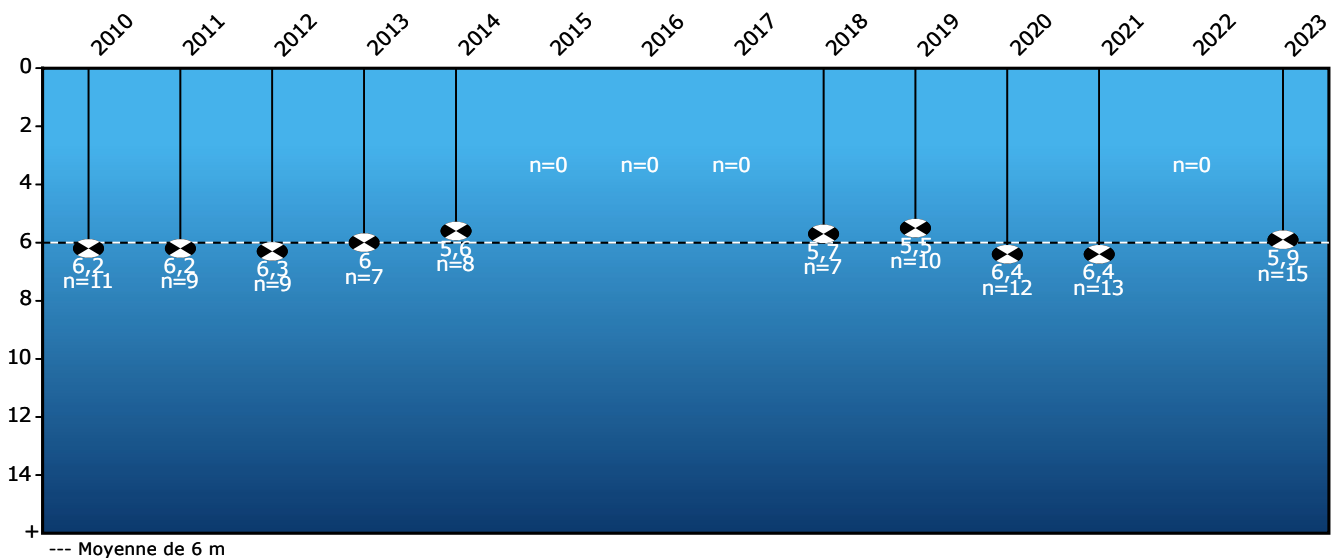 2010 2011 2012 2013 2014 2015 2016 2017 2018 2019 2020 2021 2022 2023
0
2
n=0 n=0 n=0 n=0
4
6
6,2 6,2 6,3 6 5,6 5,7 5,5 6,4 6,4 5,9
n=11 n=9 n=9 n=7 n=8 n=7 n=10 n=12 n=13 n=15
8
10
12
14
+
--- Moyenne de 6 m